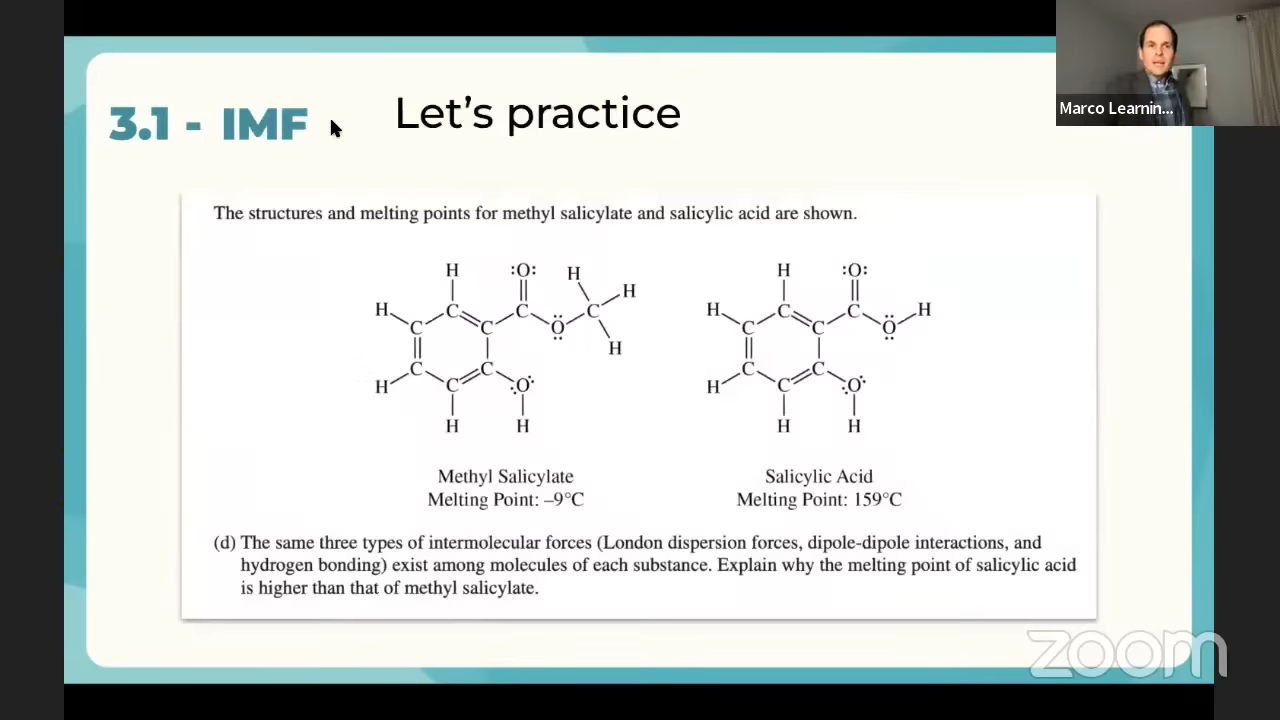 3.1 - IMF
Let's practice
Marco Learnin...
The structures and melting points for methyl salicylate and salicylic acid are shown.
H :O: H H
H C C O C
C C H
C C
H C :O:
H H
H :O:
H C C H
C C O
C C
H C :O:
H H
Methyl Salicylate
Melting Point: –9°C
Salicylic Acid
Melting Point: 159°C
(d) The same three types of intermolecular forces (London dispersion forces, dipole-dipole interactions, and
hydrogen bonding) exist among molecules of each substance. Explain why the melting point of salicylic acid
is higher than that of methyl salicylate.
zoom